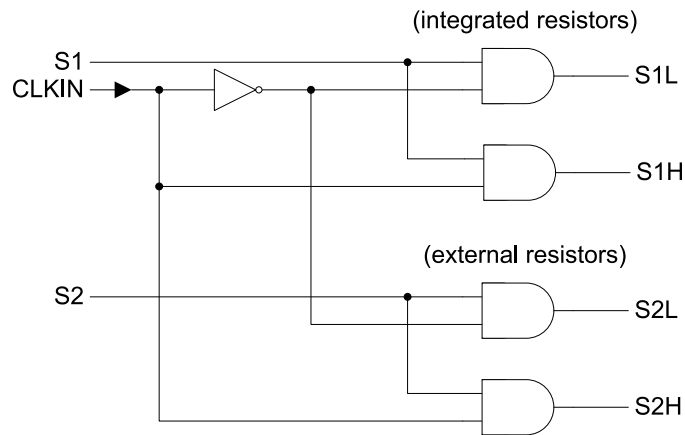 (integrated resistors)
S1
CLKIN
S1L
S1H
(external resistors)
S2
S2L
S2H